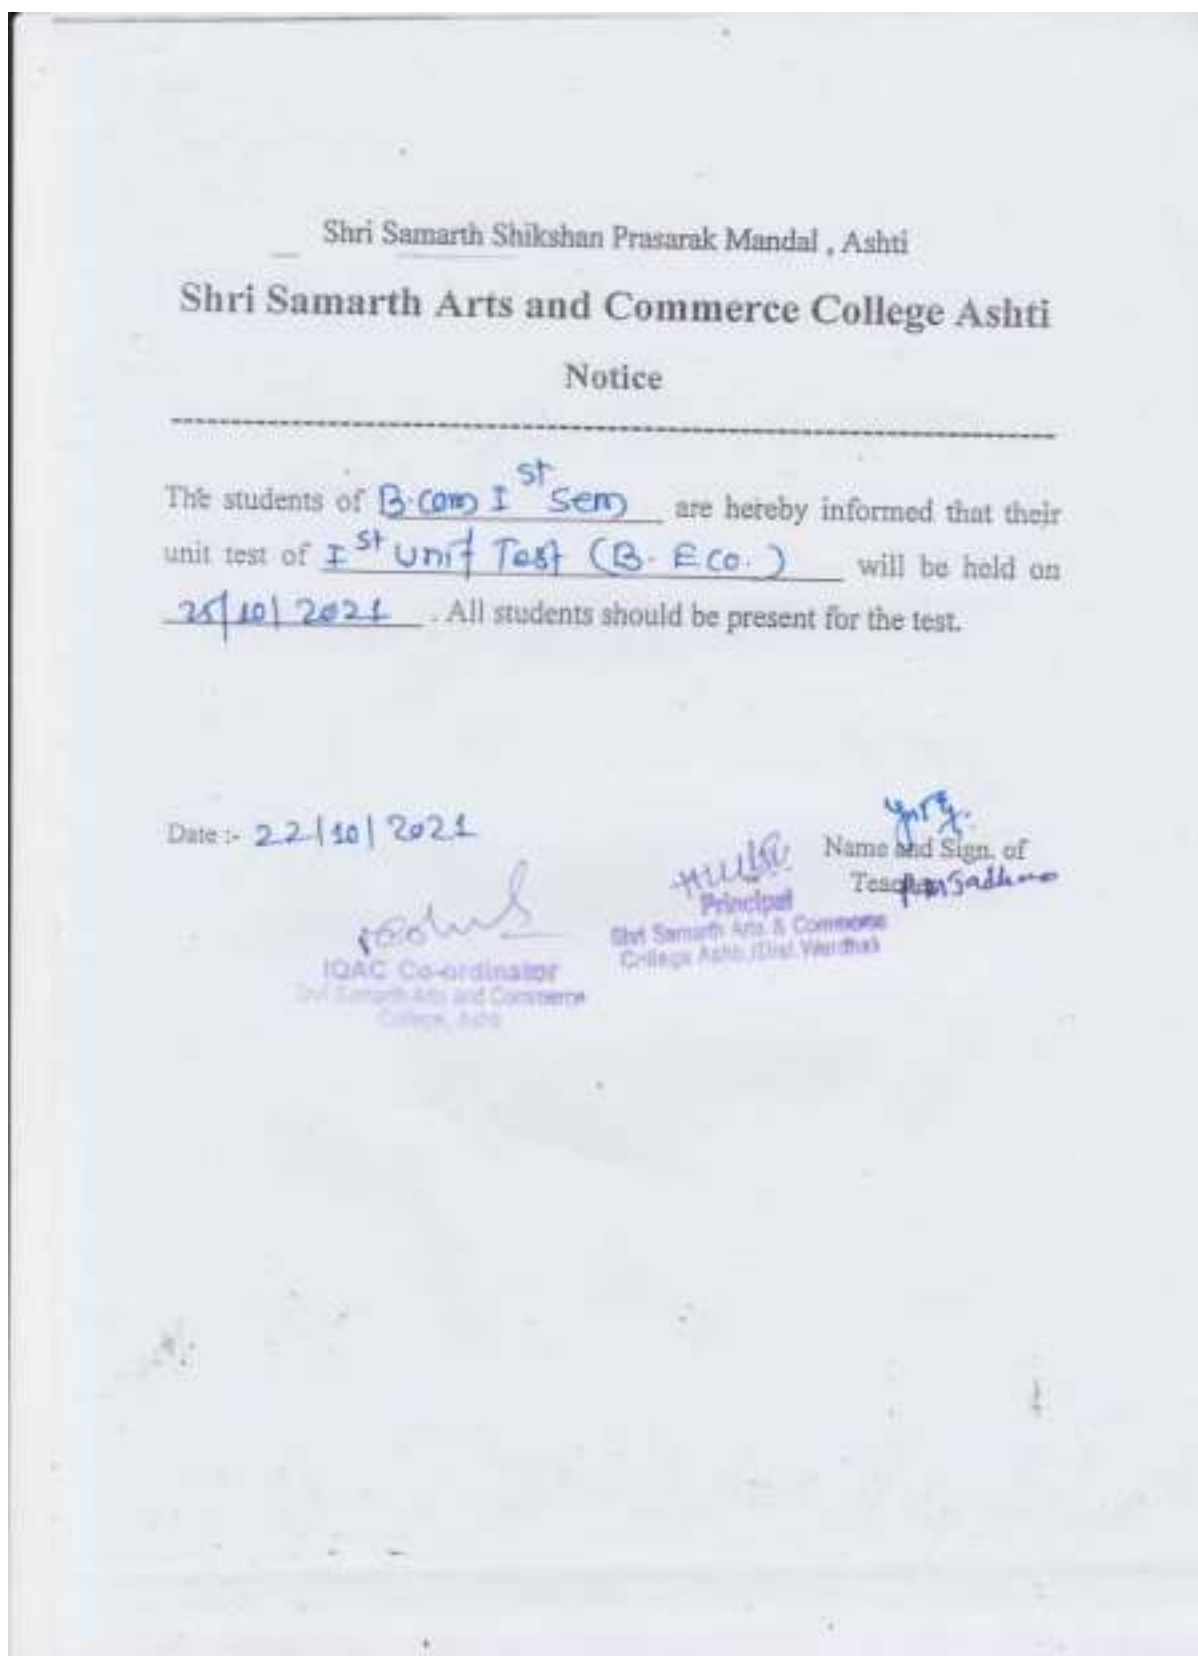 Shri Samarth Shikshan Prasarak Mandal , Ashti
Shri Samarth Arts and Commerce College Ashti
Notice
The students of B.com I st Sem are hereby informed that their
unit test of I st Unit Test (B. Eco.) will be held on
25/10/2021 . All students should be present for the test.
Date :- 22/10/2021
Name and Sign. of
Principal
Shri Samarth Arts & Commerce
College Ashti (Dist. Wardha)
IQAC Co-ordinator
Shri Samarth Arts and Commerce
College, Ashti